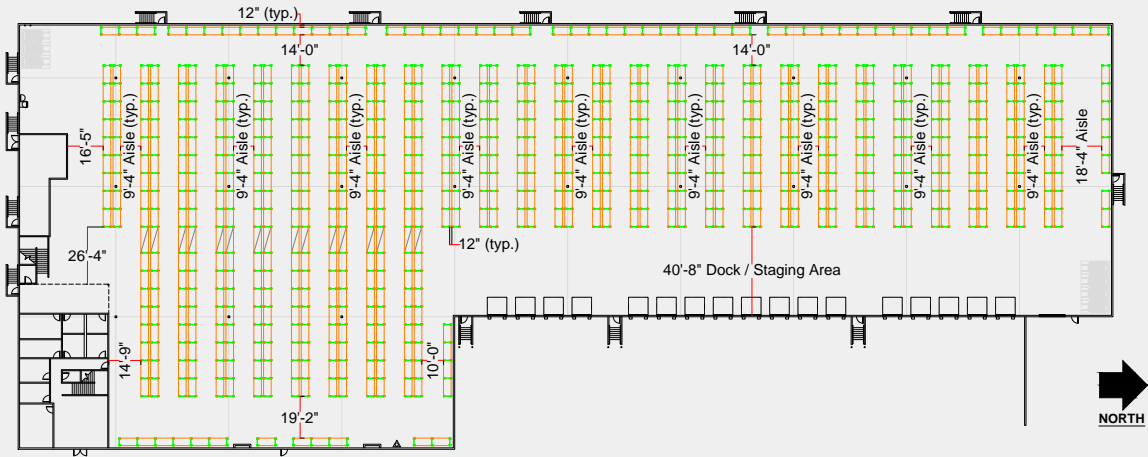 12" (typ.)
14'-0"
14'-0"
16'-5"
9'-4" Aisle (typ.)
9'-4" Aisle (typ.)
9'-4" Aisle (typ.)
9'-4" Aisle (typ.)
9'-4" Aisle (typ.)
9'-4" Aisle (typ.)
9'-4" Aisle (typ.)
9'-4" Aisle (typ.)
9'-4" Aisle (typ.)
18'-4" Aisle
26'-4"
12" (typ.)
40'-8" Dock / Staging Area
14'-9"
10'-0"
19'-2"
NORTH